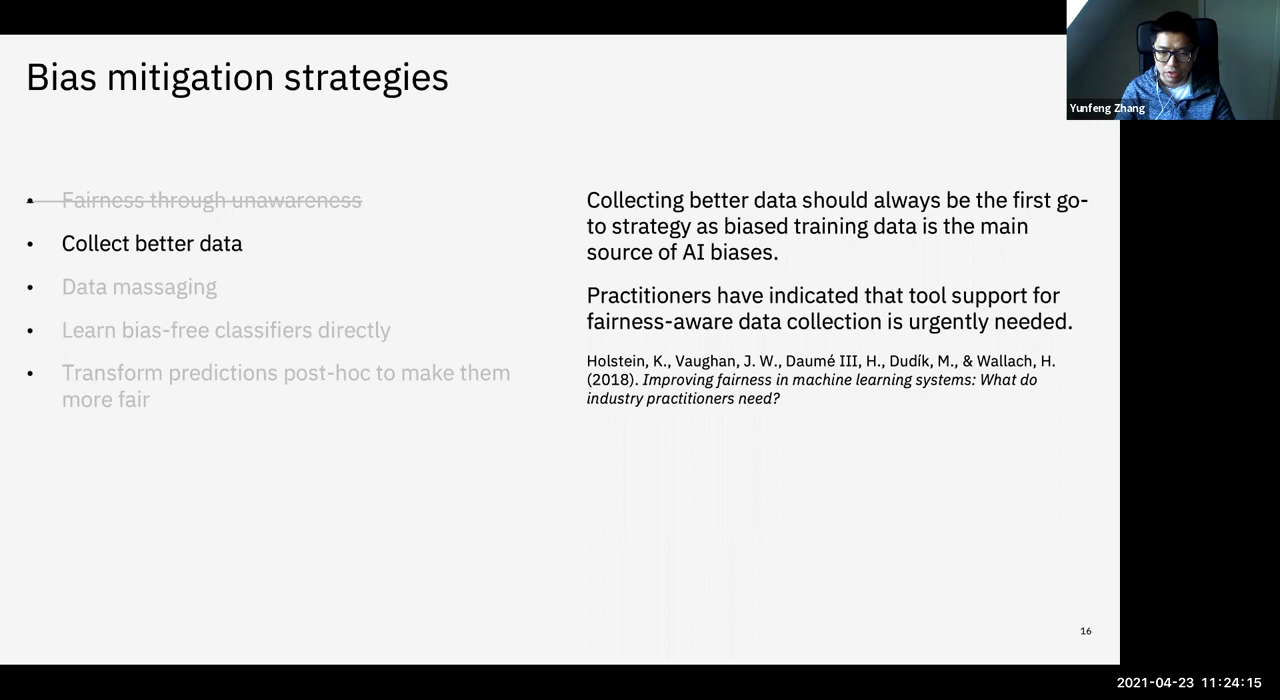 Bias mitigation strategies
Yunfeng Zhang
• Fairness through unawareness
• Collect better data
• Data massaging
• Learn bias-free classifiers directly
• Transform predictions post-hoc to make them
more fair
Collecting better data should always be the first go-
to strategy as biased training data is the main
source of AI biases.
Practitioners have indicated that tool support for
fairness-aware data collection is urgently needed.
Holstein, K., Vaughan, J. W., Daumé III, H., Dudík, M., & Wallach, H.
(2018). Improving fairness in machine learning systems: What do
industry practitioners need?
16
2021-04-23 11:24:15